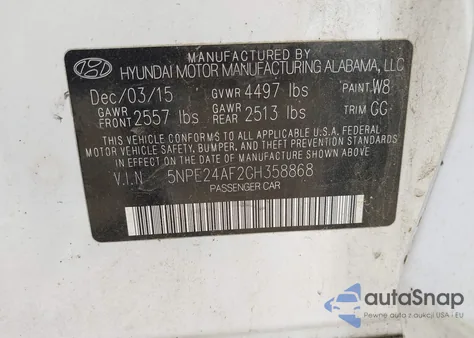 MANUFACTURED BY
HYUNDAI MOTOR MANUFACTURING ALABAMA, LLC
Dec/03/15 GVWR 4497 lbs PAINT W8
GAWR FRONT 2557 lbs GAWR REAR 2513 lbs TRIM GG
THIS VEHICLE CONFORMS TO ALL APPLICABLE U.S.A FEDERAL
MOTOR VEHICLE SAFETY, BUMPER, AND THEFT PREVENTION STANDARDS
IN EFFECT ON THE DATE OF MANUFACTURE SHOWN ABOVE.
V.I.N 5NPE24AF2GH358868
PASSENGER CAR
autoSnap
Pewne auta z aukcji USA i EU